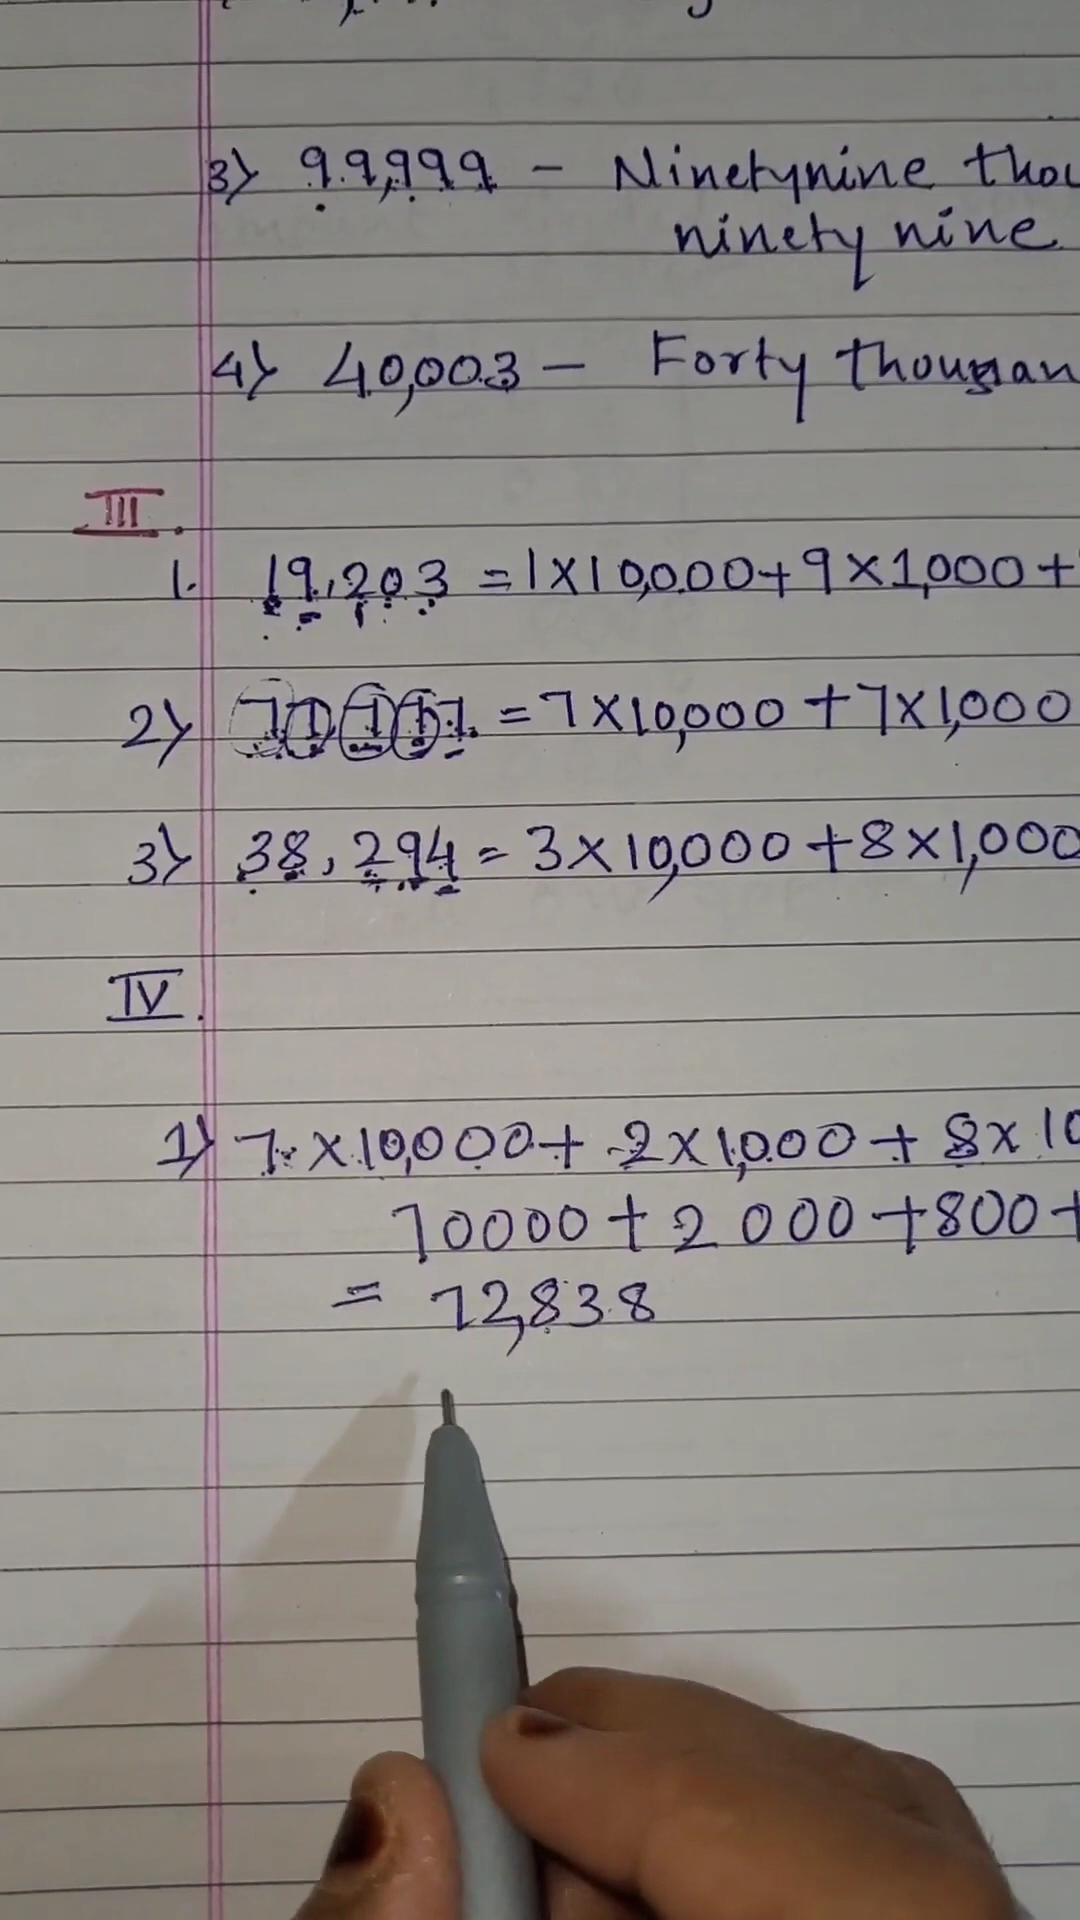 3) 99,999 - Ninetynine
ninety nine
4) 40,003 - Forty
III.
1. 19,203 = 1×10,000+9×1,000+
2) 77,777 = 7×10,000+7×1,000
3) 38,294 = 3×10,000+8×1,000
IV.
1) 7×10,000+2×1,000+8×10
70000+2000+800+
= 72,838